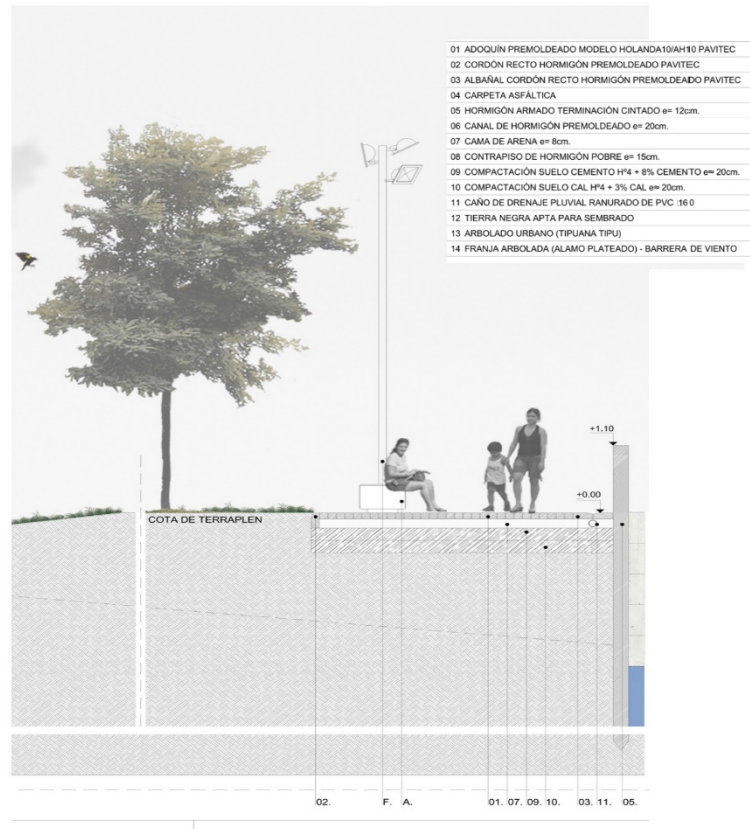 01 ADOQUÍN PREMOLDEADO MODELO HOLANDA10/AH10 PAVITEC
02 CORDÓN RECTO HORMIGÓN PREMOLDEADO PAVITEC
03 ALBAÑAL CORDÓN RECTO HORMIGÓN PREMOLDEADO PAVITEC
04 CARPETA ASFÁLTICA
05 HORMIGÓN ARMADO TERMINACIÓN CINTADO e= 12cm.
06 CANAL DE HORMIGÓN PREMOLDEADO e= 20cm.
07 CAMA DE ARENA e= 8cm.
08 CONTRAPISO DE HORMIGÓN POBRE e= 15cm.
09 COMPACTACIÓN SUELO CEMENTO Hº4 + 8% CEMENTO e= 20cm.
10 COMPACTACIÓN SUELO CAL Hº4 + 3% CAL e= 20cm.
11 CAÑO DE DRENAJE PLUVIAL RANURADO DE PVC :160
12 TIERRA NEGRA APTA PARA SEMBRADO
13 ARBOLADO URBANO (TIPUANA TIPU)
14 FRANJA ARBOLADA (ALAMO PLATEADO) - BARRERA DE VIENTO
+1.10
+0.00
COTA DE TERRAPLEN
02. F. A. 01. 07. 09. 10. 03. 11. 05.